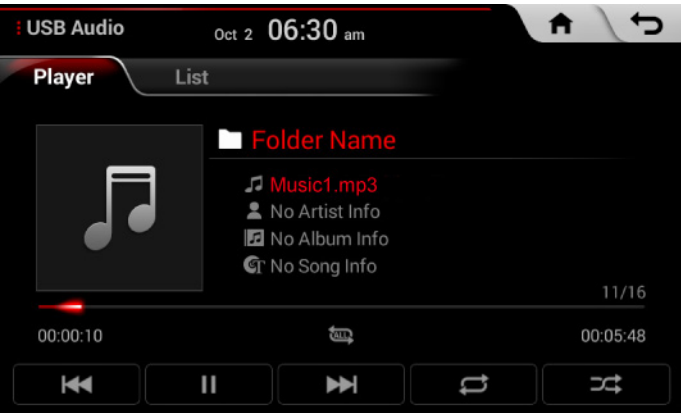 USB Audio
Oct 2 06:30 am
Player
List
Folder Name
Music1.mp3
No Artist Info
No Album Info
No Song Info
11/16
00:00:10
ALL
00:05:48